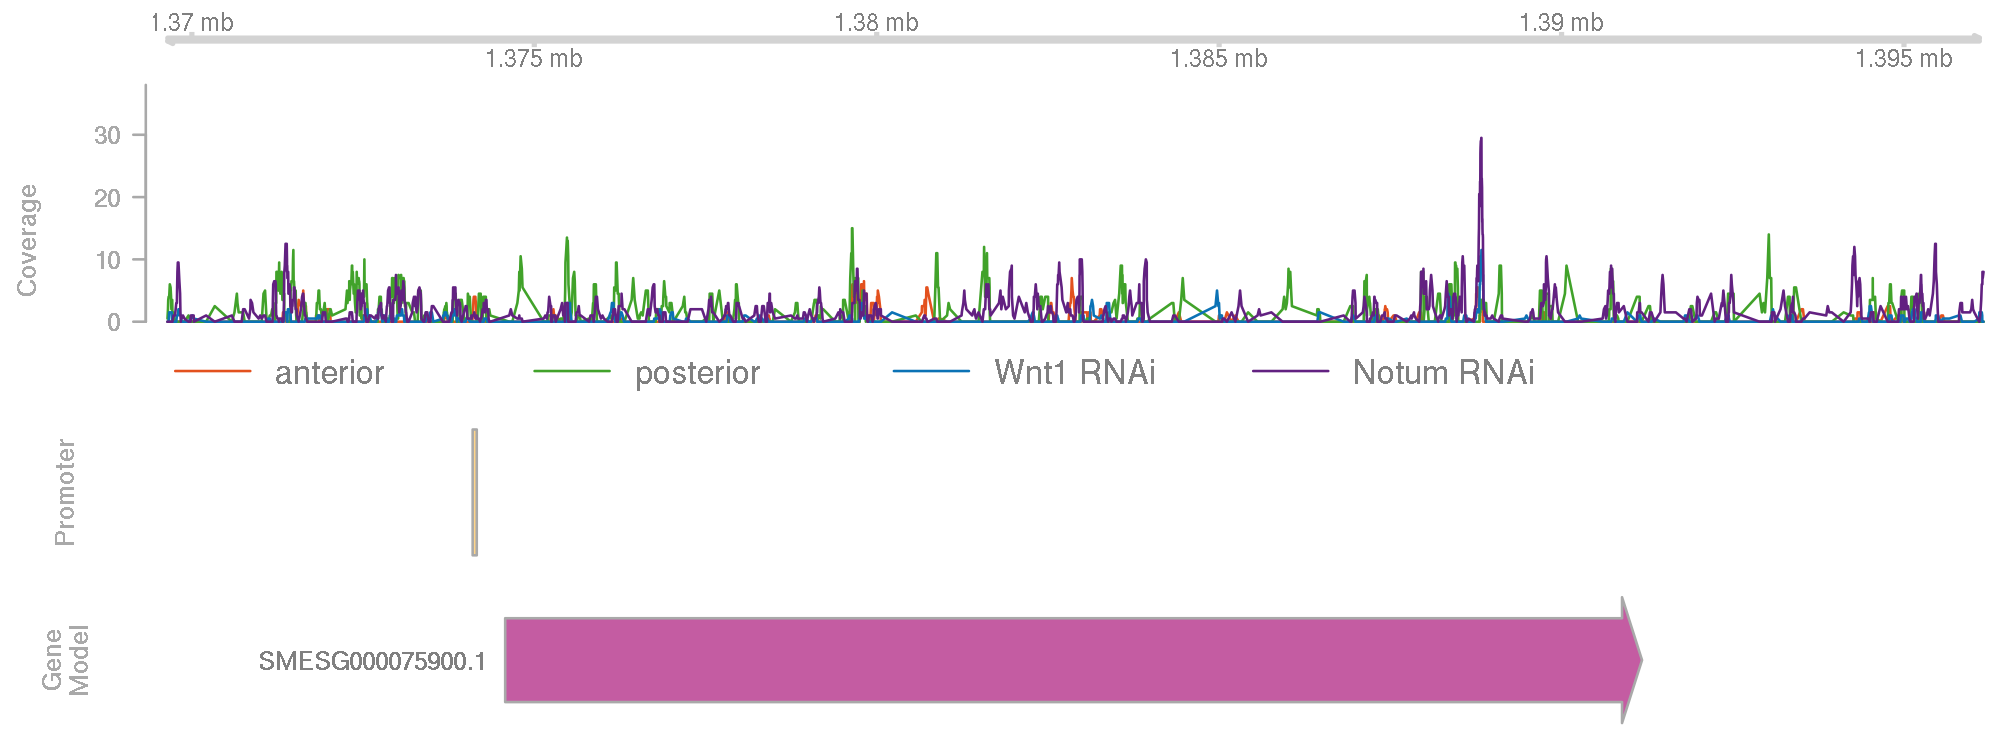 1.37 mb 1.38 mb 1.39 mb
1.375 mb 1.385 mb 1.395 mb
Coverage
30
20
10
0
anterior posterior Wnt1 RNAi Notum RNAi
Promoter
Gene
Model
SMESG000075900.1